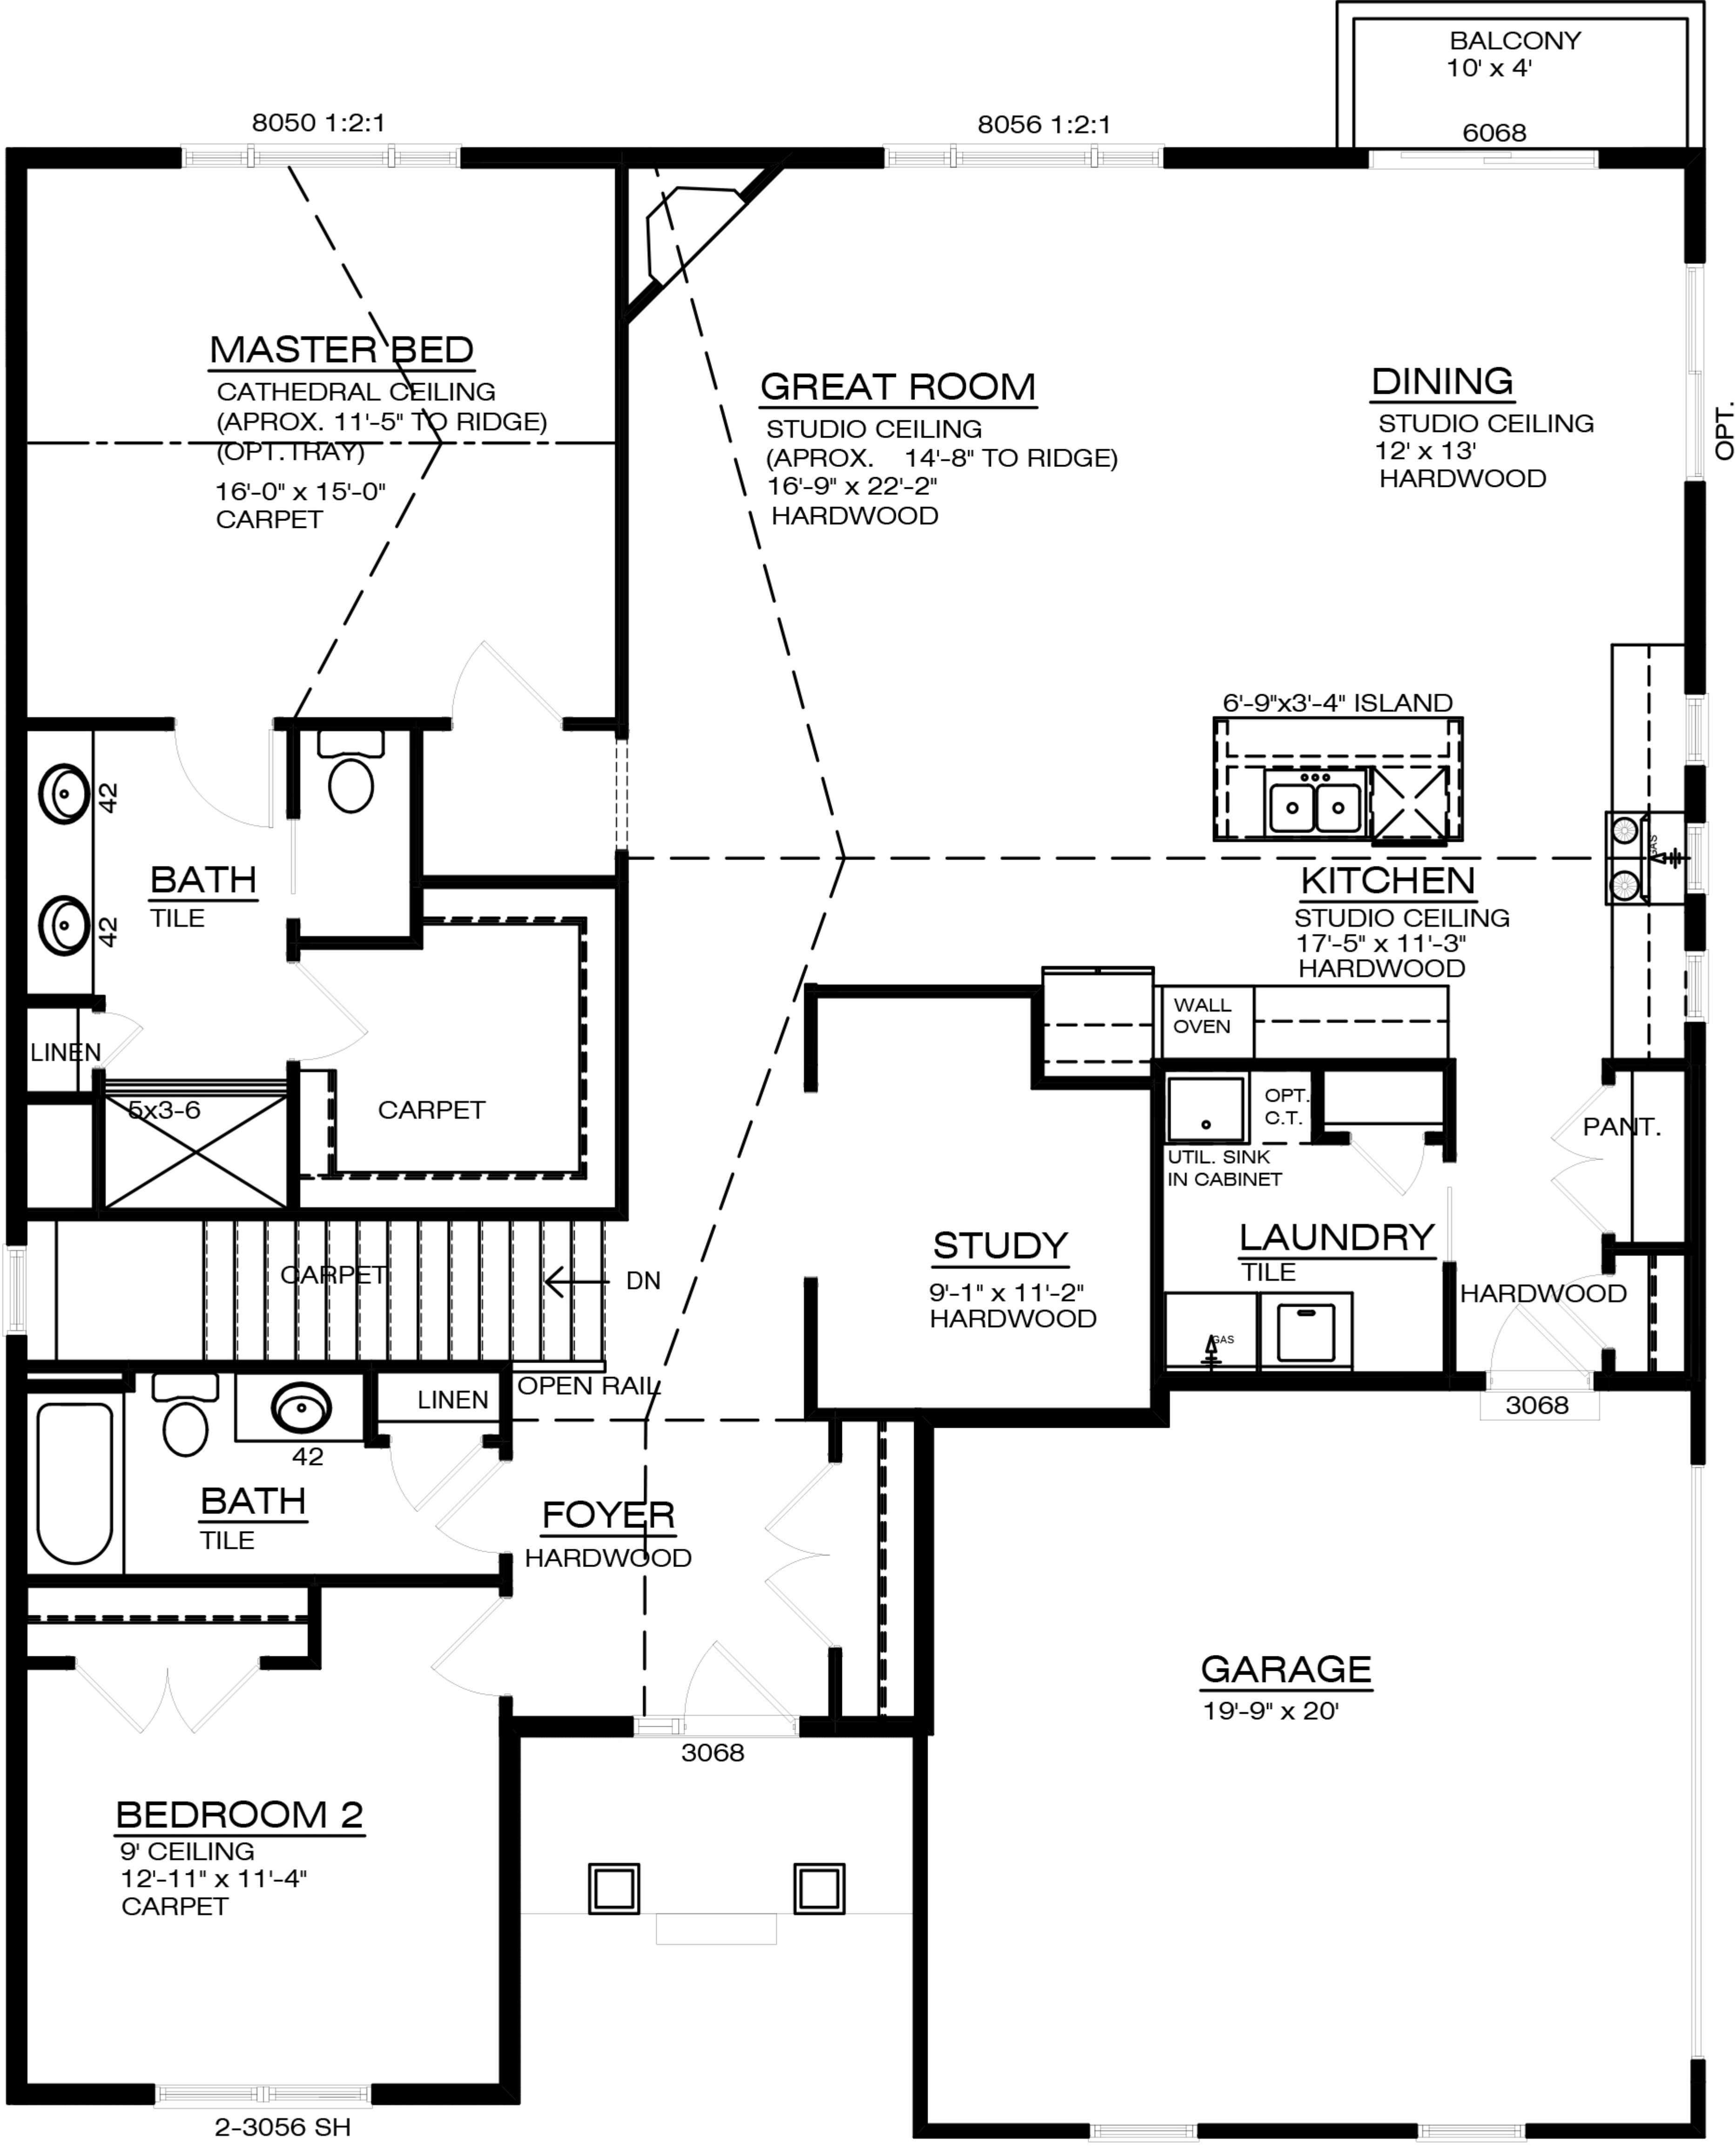 BALCONY
10' x 4'
8050 1:2:1
8056 1:2:1
6068
MASTER BED
CATHEDRAL CEILING
(APROX. 11'-5" TO RIDGE)
(OPT.TRAY)
16'-0" x 15'-0"
CARPET
GREAT ROOM
STUDIO CEILING
(APROX. 14'-8" TO RIDGE)
16'-9" x 22'-2"
HARDWOOD
DINING
STUDIO CEILING
12' x 13'
HARDWOOD
OPT.
6'-9"x3'-4" ISLAND
42
BATH
TILE
42
GAS
KITCHEN
STUDIO CEILING
17'-5" x 11'-3"
HARDWOOD
WALL
OVEN
LINEN
5x3-6
CARPET
OPT.
C.T.
PANT.
UTIL. SINK
IN CABINET
STUDY
9'-1" x 11'-2"
HARDWOOD
LAUNDRY
TILE
HARDWOOD
GAS
CARPET
DN
OPEN RAIL
LINEN
42
3068
BATH
TILE
FOYER
HARDWOOD
GARAGE
19'-9" x 20'
3068
BEDROOM 2
9' CEILING
12'-11" x 11'-4"
CARPET
2-3056 SH